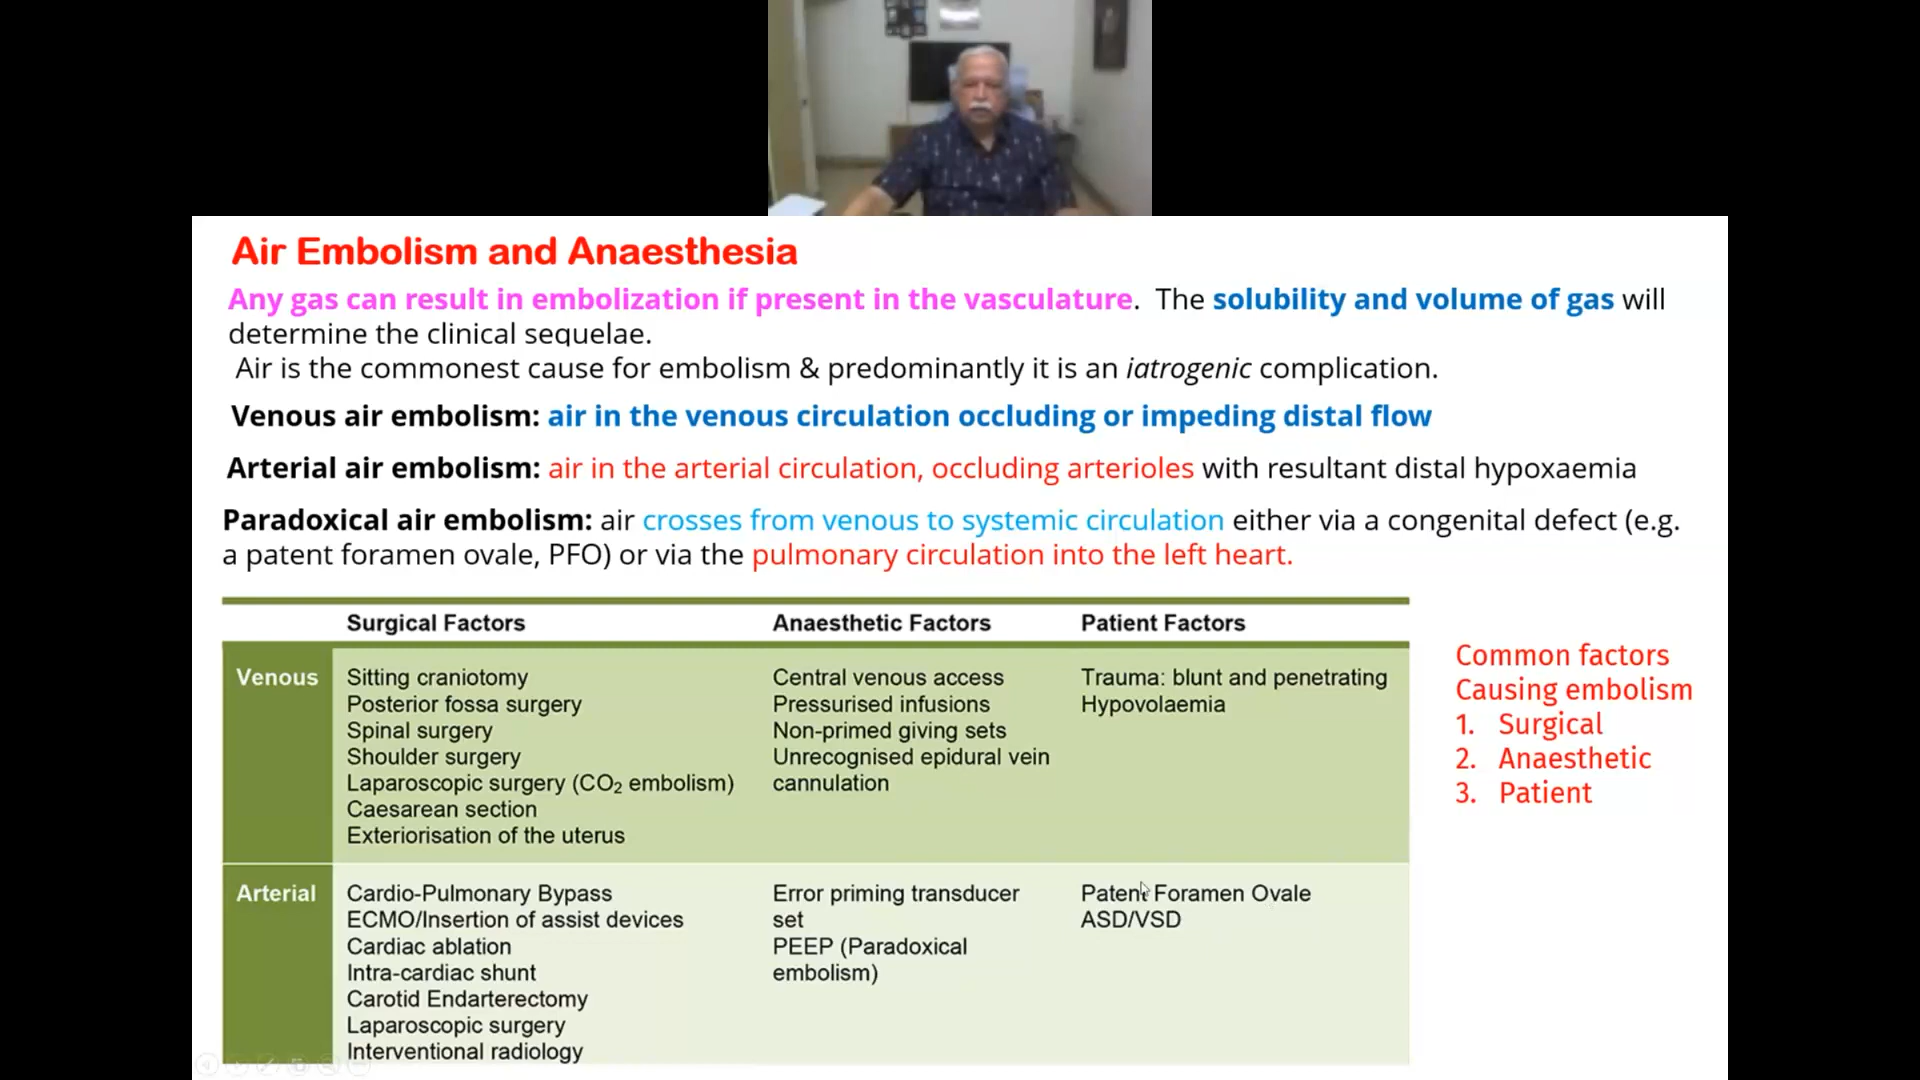 Air Embolism and Anaesthesia
Any gas can result in embolization if present in the vasculature. The solubility and volume of gas will
determine the clinical sequelae.
Air is the commonest cause for embolism & predominantly it is an iatrogenic complication.
Venous air embolism: air in the venous circulation occluding or impeding distal flow
Arterial air embolism: air in the arterial circulation, occluding arterioles with resultant distal hypoxaemia
Paradoxical air embolism: air crosses from venous to systemic circulation either via a congenital defect (e.g.
a patent foramen ovale, PFO) or via the pulmonary circulation into the left heart.
Surgical Factors Anaesthetic Factors Patient Factors
Venous
Sitting craniotomy
Posterior fossa surgery
Spinal surgery
Shoulder surgery
Laparoscopic surgery (CO₂ embolism)
Caesarean section
Exteriorisation of the uterus
Central venous access
Pressurised infusions
Non-primed giving sets
Unrecognised epidural vein
cannulation
Trauma: blunt and penetrating
Hypovolaemia
Arterial
Cardio-Pulmonary Bypass
ECMO/Insertion of assist devices
Cardiac ablation
Intra-cardiac shunt
Carotid Endarterectomy
Laparoscopic surgery
Interventional radiology
Error priming transducer
set
PEEP (Paradoxical
embolism)
Patent Foramen Ovale
ASD/VSD
Common factors
Causing embolism
1. Surgical
2. Anaesthetic
3. Patient